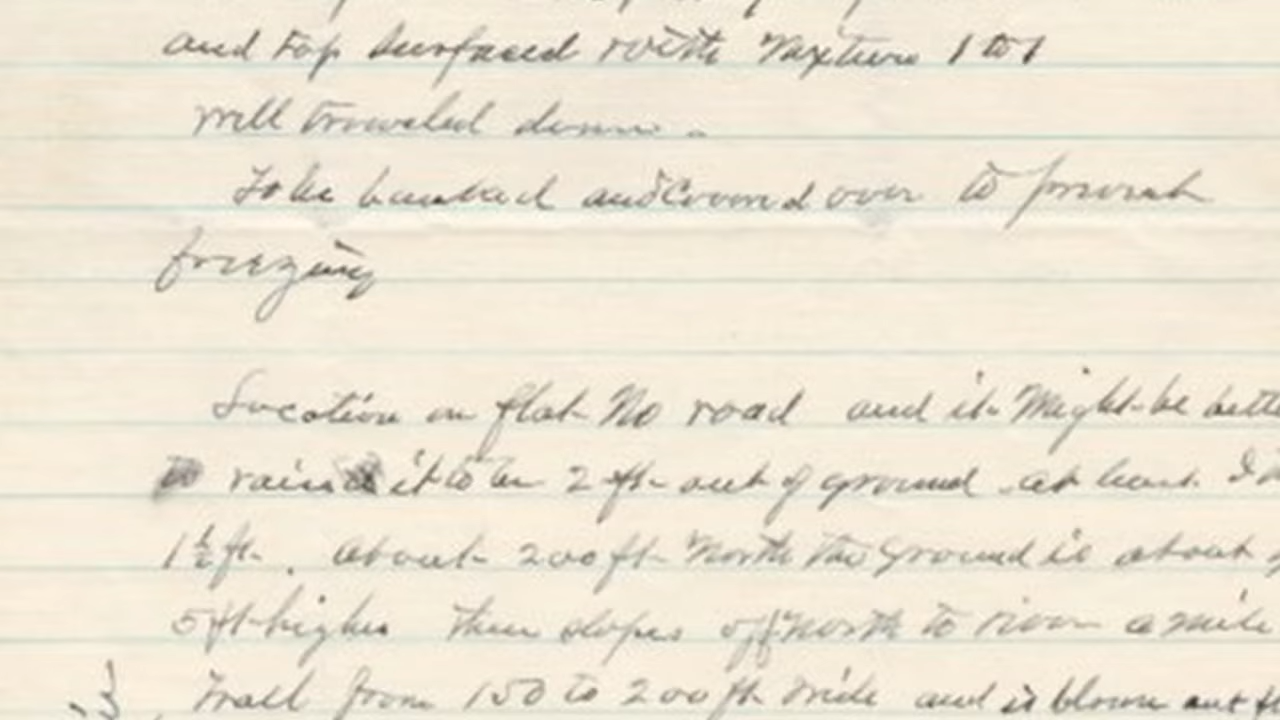 and top surfaced with Mixture 1 to 1
well troweled down.
To be banked and Covered over to prevent
freezing
Location on flat No road and it Might be bette
to raise it to be 2 ft out of ground at least. I
1½ ft. About 200 ft North the ground is about
5 ft higher then slopes off North to river a mile
Wall from 150 to 200 ft wide and is blown out